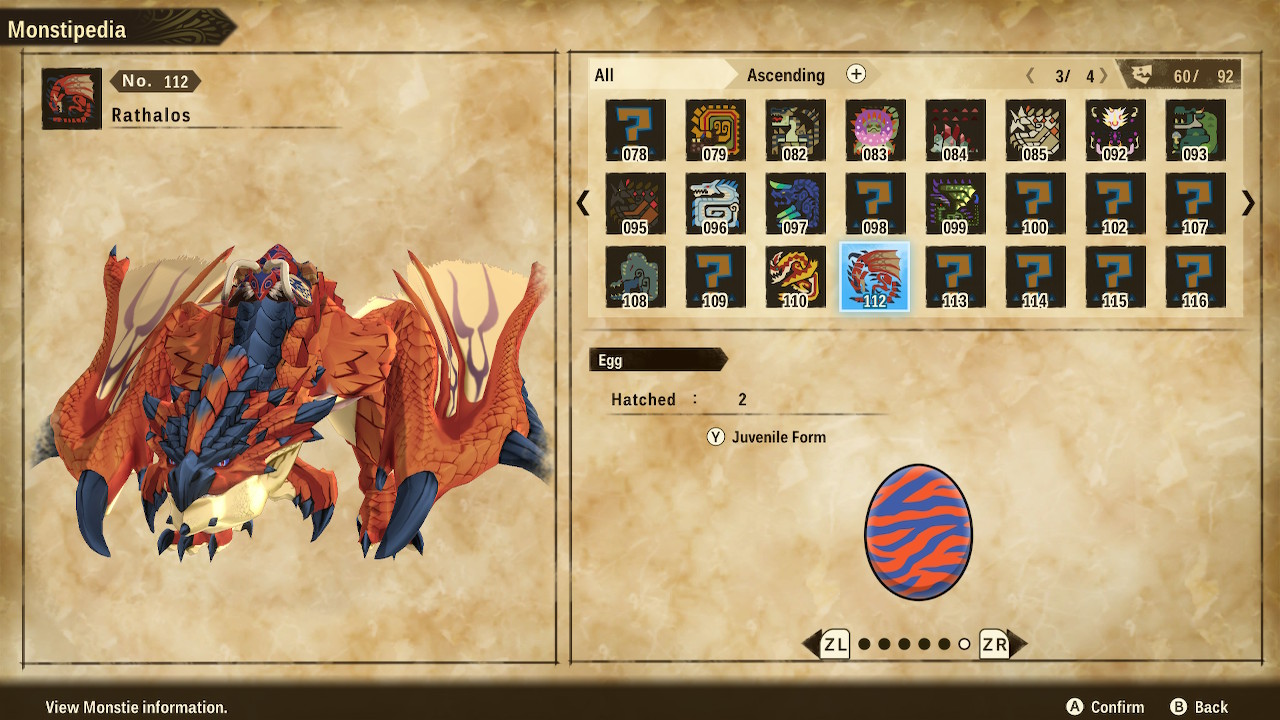 Monstipedia
No. 112
Rathalos
All Ascending + 3/ 4 60/ 92
078 079 082 083 084 085 092 093
095 096 097 098 099 100 102 107
108 109 110 112 113 114 115 116
Egg
Hatched : 2
Y Juvenile Form
ZL ZR
View Monstie information.
A Confirm B Back